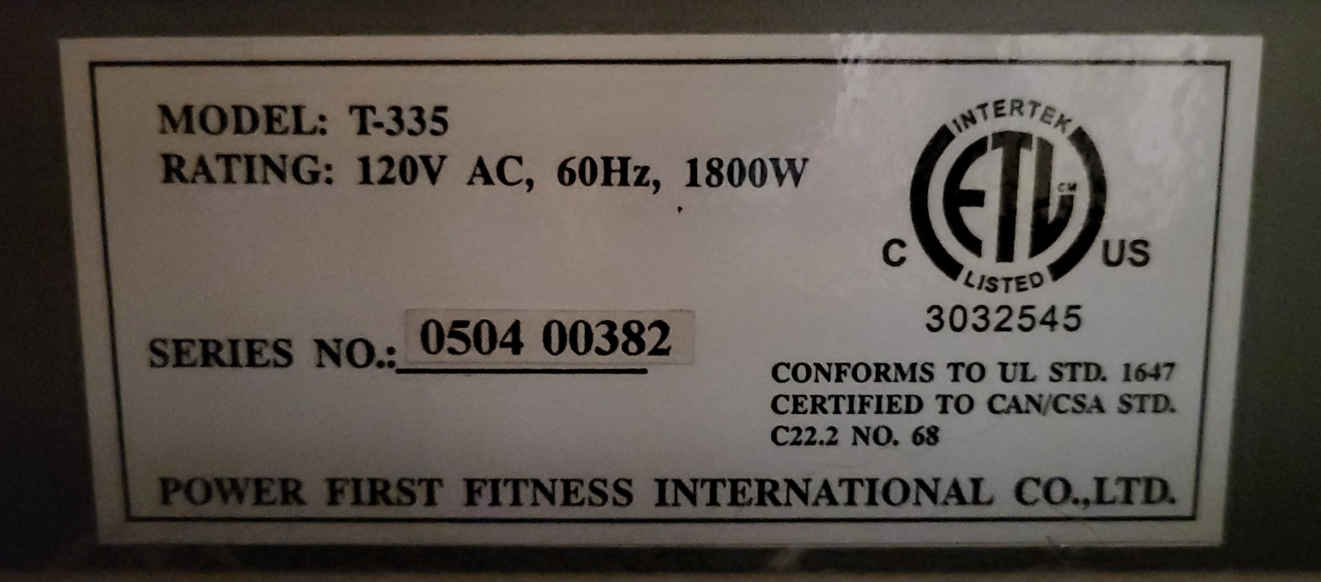 MODEL: T-335
RATING: 120V AC, 60Hz, 1800W
INTERTEK
ETL CM
LISTED
C US
3032545
SERIES NO.: 0504 00382
CONFORMS TO UL STD. 1647
CERTIFIED TO CAN/CSA STD.
C22.2 NO. 68
POWER FIRST FITNESS INTERNATIONAL CO.,LTD.